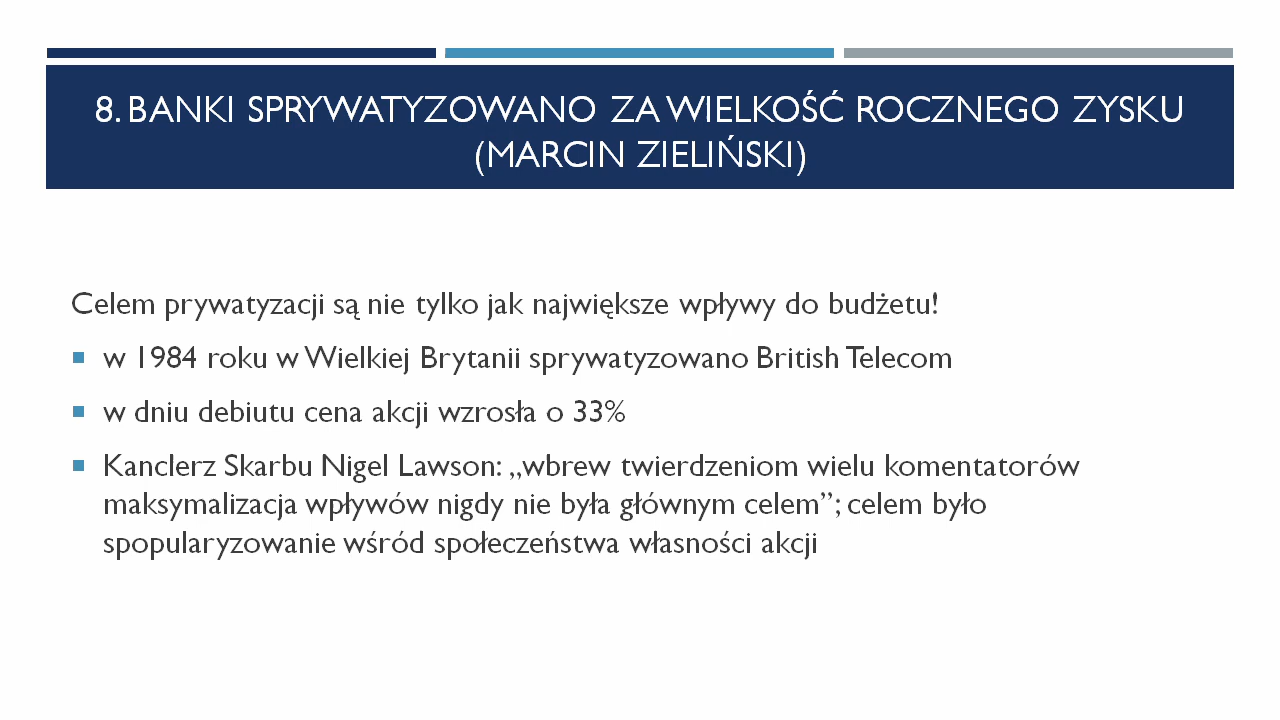 8. BANKI SPRYWATYZOWANO ZA WIELKOŚĆ ROCZNEGO ZYSKU
(MARCIN ZIELIŃSKI)
Celem prywatyzacji są nie tylko jak największe wpływy do budżetu!
▪ w 1984 roku w Wielkiej Brytanii sprywatyzowano British Telecom
▪ w dniu debiutu cena akcji wzrosła o 33%
▪ Kanclerz Skarbu Nigel Lawson: „wbrew twierdzeniom wielu komentatorów
maksymalizacja wpływów nigdy nie była głównym celem”; celem było
spopularyzowanie wśród społeczeństwa własności akcji